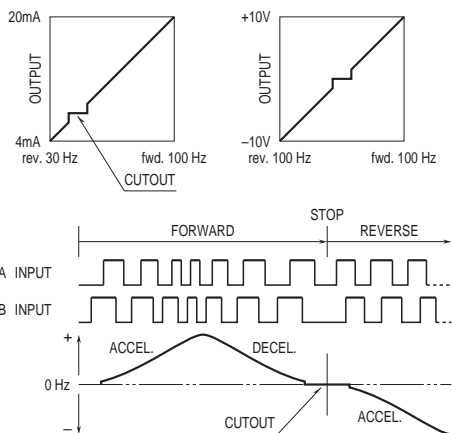 20mA
OUTPUT
4mA
rev. 30 Hz fwd. 100 Hz
CUTOUT
+10V
OUTPUT
–10V
rev. 100 Hz fwd. 100 Hz
STOP
FORWARD REVERSE
A INPUT
B INPUT
+
ACCEL. DECEL.
0 Hz
CUTOUT ACCEL.
–